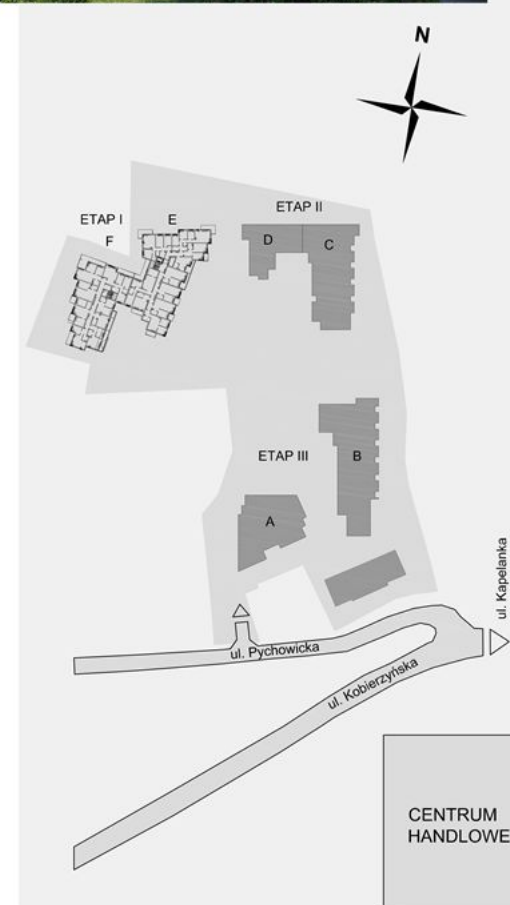 N
ETAP I
E
F
ETAP II
D
C
ETAP III
B
A
ul. Kapelanka
ul. Pychowicka
ul. Kobierzyńska
CENTRUM
HANDLOWE